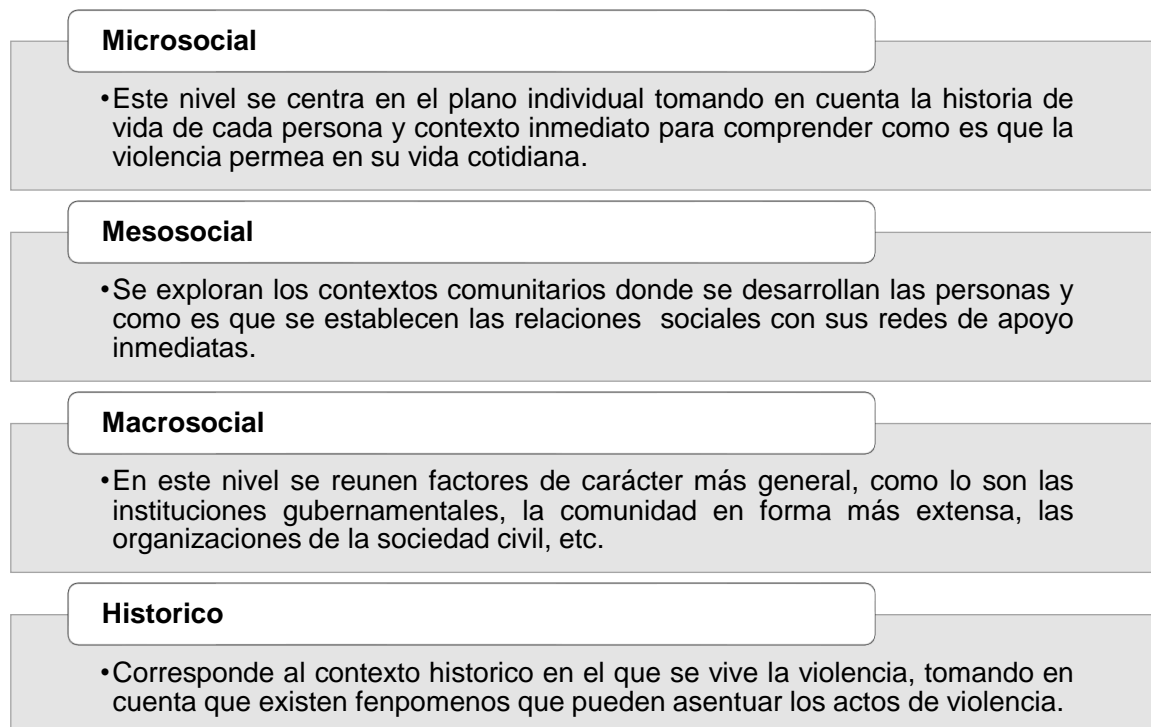 Microsocial
•Este nivel se centra en el plano individual tomando en cuenta la historia de
vida de cada persona y contexto inmediato para comprender como es que la
violencia permea en su vida cotidiana.
Mesosocial
•Se exploran los contextos comunitarios donde se desarrollan las personas y
como es que se establecen las relaciones sociales con sus redes de apoyo
inmediatas.
Macrosocial
•En este nivel se reunen factores de carácter más general, como lo son las
instituciones gubernamentales, la comunidad en forma más extensa, las
organizaciones de la sociedad civil, etc.
Historico
•Corresponde al contexto historico en el que se vive la violencia, tomando en
cuenta que existen fenpomenos que pueden asentuar los actos de violencia.